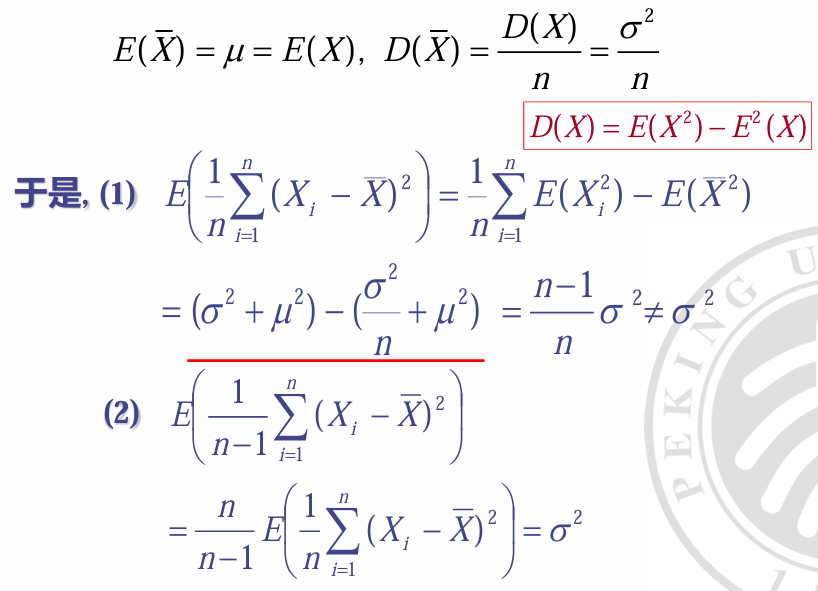 E(X̄) = μ = E(X), D(X̄) = D(X)/n = σ²/n
D(X) = E(X²) − E²(X)
于是, (1) E(1/n ∑_{i=1}^{n} (X_i − X̄)²) = 1/n ∑_{i=1}^{n} E(X_i²) − E(X̄²)
= (σ² + μ²) − (σ²/n + μ²) = (n−1)/n σ² ≠ σ²
(2) E(1/(n−1) ∑_{i=1}^{n} (X_i − X̄)²)
= n/(n−1) E(1/n ∑_{i=1}^{n} (X_i − X̄)²) = σ²
PEKING U